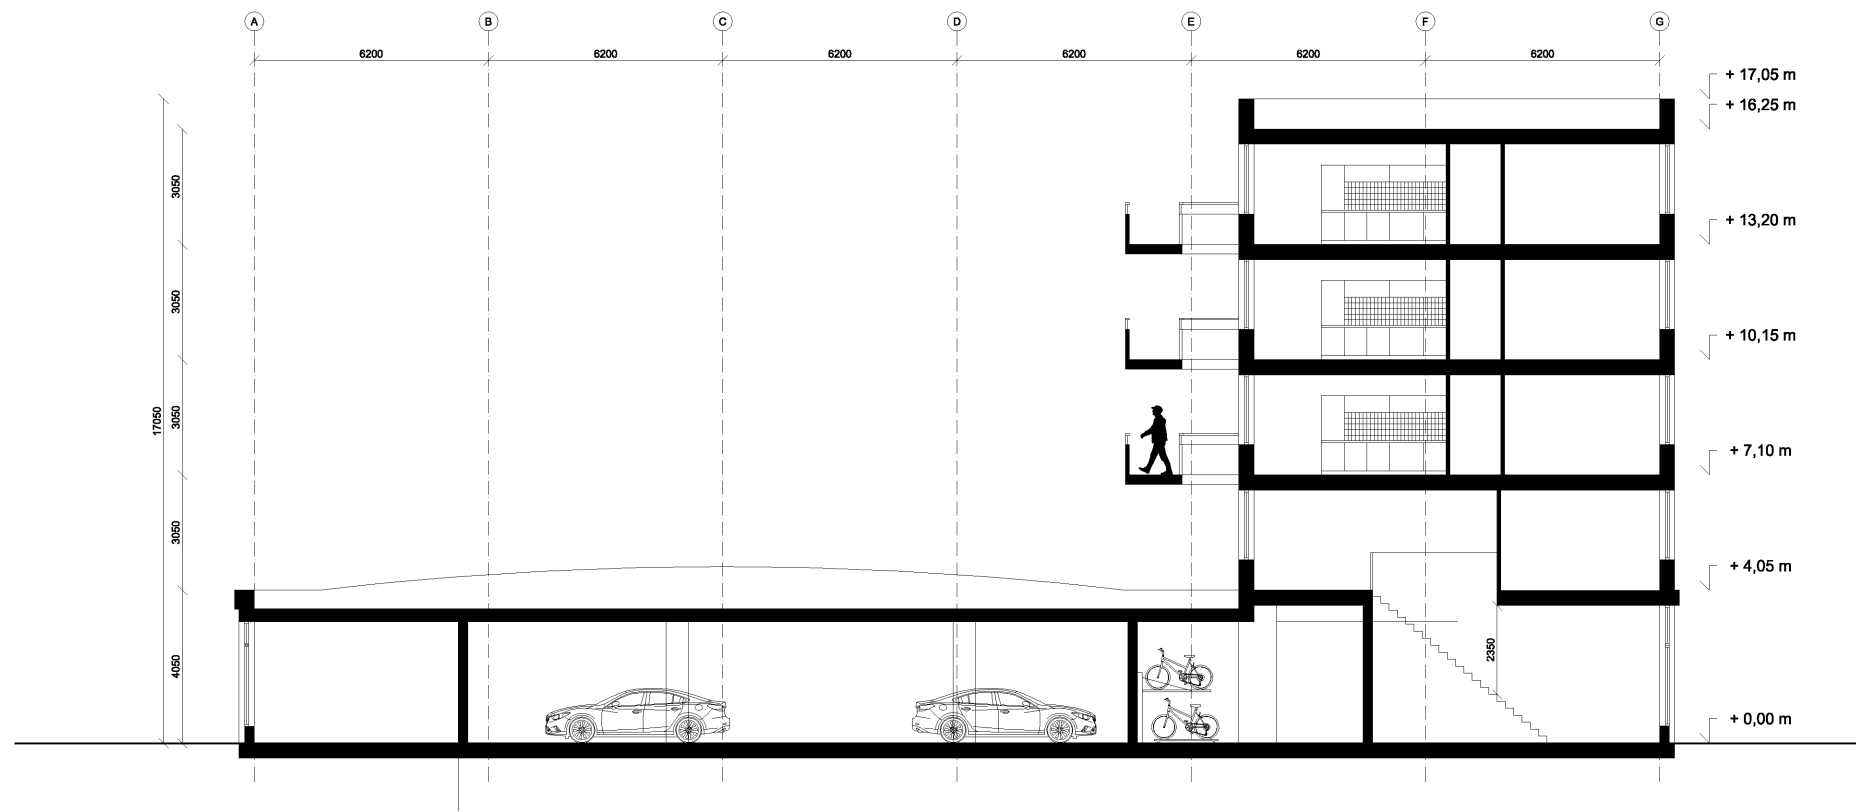 A B C D E F G
6200 6200 6200 6200 6200 6200
+ 17,05 m
+ 16,25 m
3050
+ 13,20 m
3050
+ 10,15 m
17050
3050
+ 7,10 m
3050
+ 4,05 m
4050
2350
+ 0,00 m